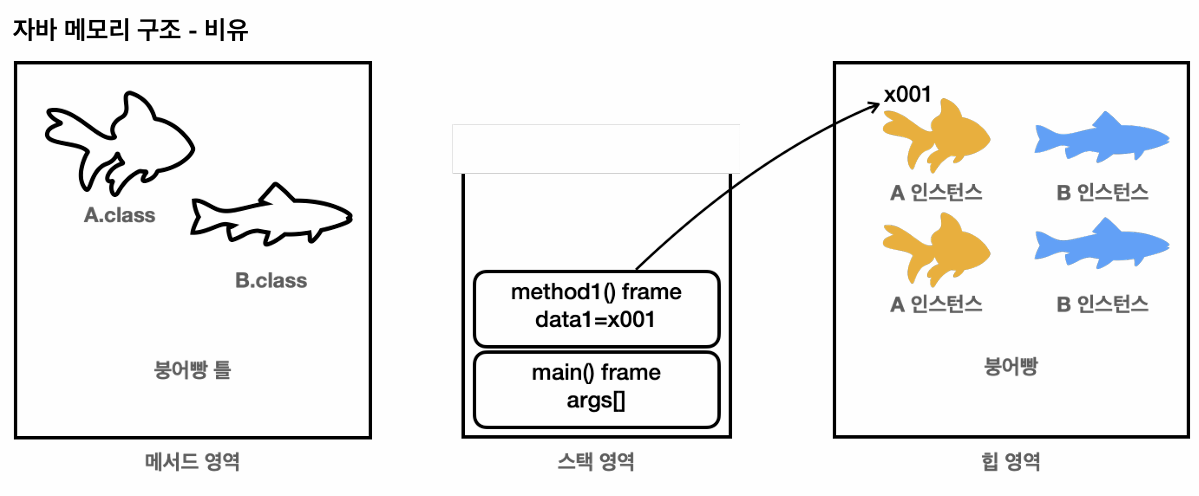 자바 메모리 구조 - 비유
A.class
B.class
붕어빵 틀
메서드 영역
method1() frame
data1=x001
main() frame
args[]
스택 영역
x001
A 인스턴스
B 인스턴스
A 인스턴스
B 인스턴스
붕어빵
힙 영역